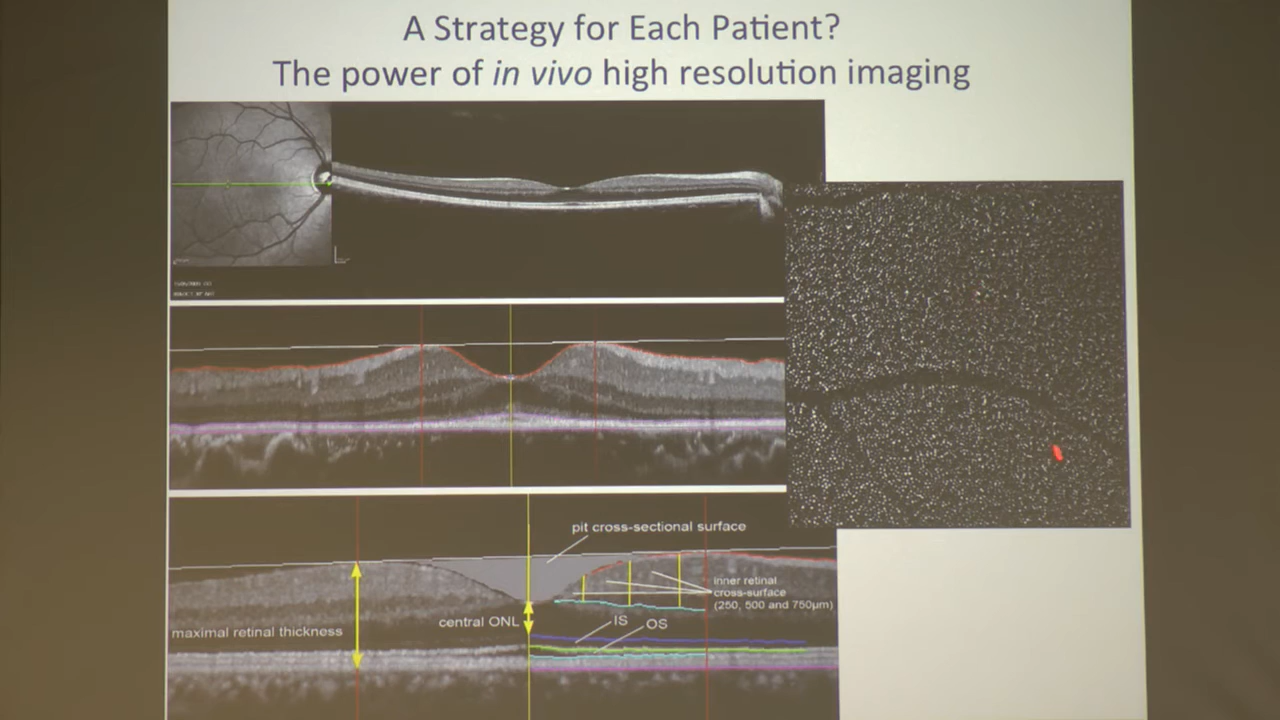 A Strategy for Each Patient?
The power of in vivo high resolution imaging
pit cross-sectional surface
inner retinal
cross-surface
(250, 500 and 750µm)
central ONL
IS
OS
maximal retinal thickness